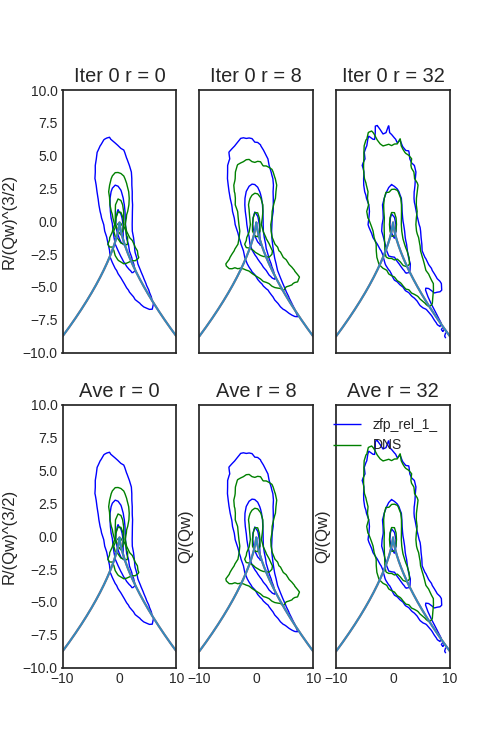 Iter 0 r = 0 Iter 0 r = 8 Iter 0 r = 32
10.0
7.5
5.0
2.5
0.0
−2.5
−5.0
−7.5
−10.0
R/(Qw)^(3/2)
Ave r = 0 Ave r = 8 Ave r = 32
10.0
7.5
5.0
2.5
0.0
−2.5
−5.0
−7.5
−10.0
R/(Qw)^(3/2)
Q/(Qw)
Q/(Qw)
zfp_rel_1_
DNS
−10 0 10 −10 0 10 −10 0 10